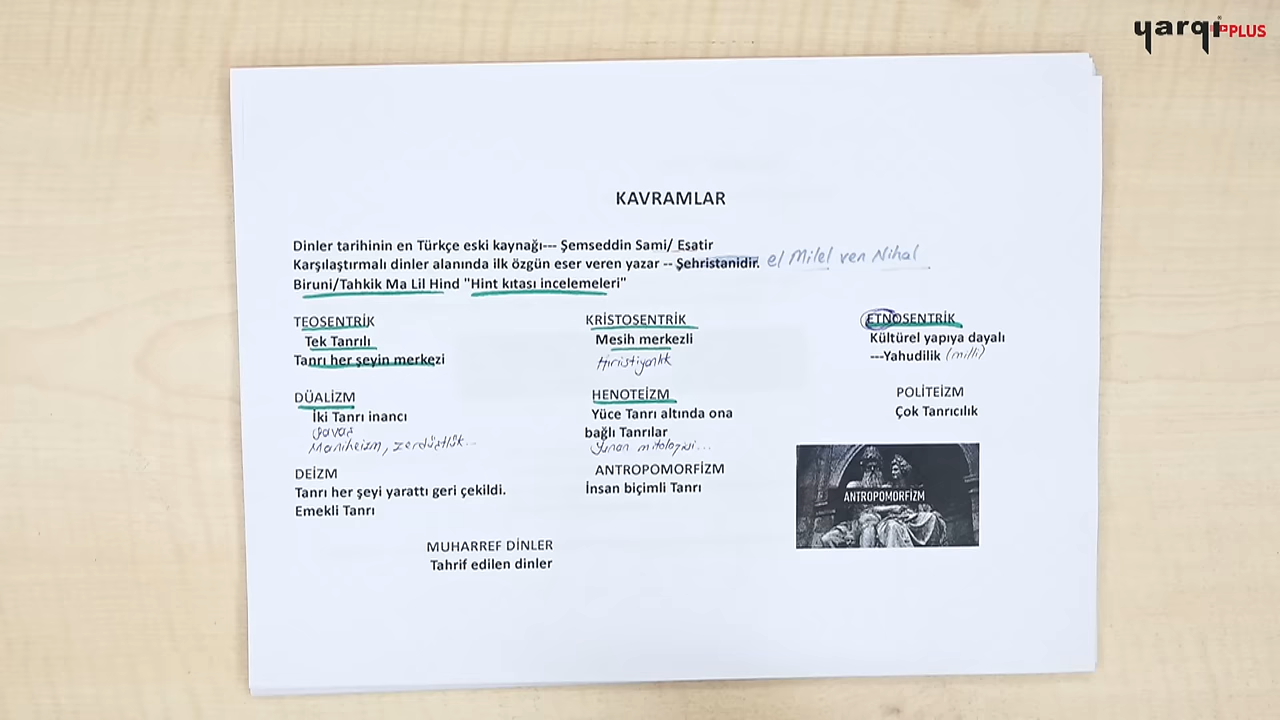 yarqı PLUS
KAVRAMLAR
Dinler tarihinin en Türkçe eski kaynağı--- Şemseddin Sami/ Esatir
Karşılaştırmalı dinler alanında ilk özgün eser veren yazar -- Şehristanidir. el Milel ven Nihal
Biruni/Tahkik Ma Lil Hind "Hint kıtası incelemeleri"
TEOSENTRİK
Tek Tanrılı
Tanrı her şeyin merkezi
KRİSTOSENTRİK
Mesih merkezli
Hıristiyanlık
ETNOSENTRİK
Kültürel yapıya dayalı
---Yahudilik (milli)
DÜALİZM
İki Tanrı inancı
Maniheizm, zerdüştlük...
HENOTEİZM
Yüce Tanrı altında ona
bağlı Tanrılar
Yunan mitolojisi...
POLİTEİZM
Çok Tanrıcılık
DEİZM
Tanrı her şeyi yarattı geri çekildi.
Emekli Tanrı
ANTROPOMORFİZM
İnsan biçimli Tanrı
ANTROPOMORFİZM
MUHARREF DİNLER
Tahrif edilen dinler